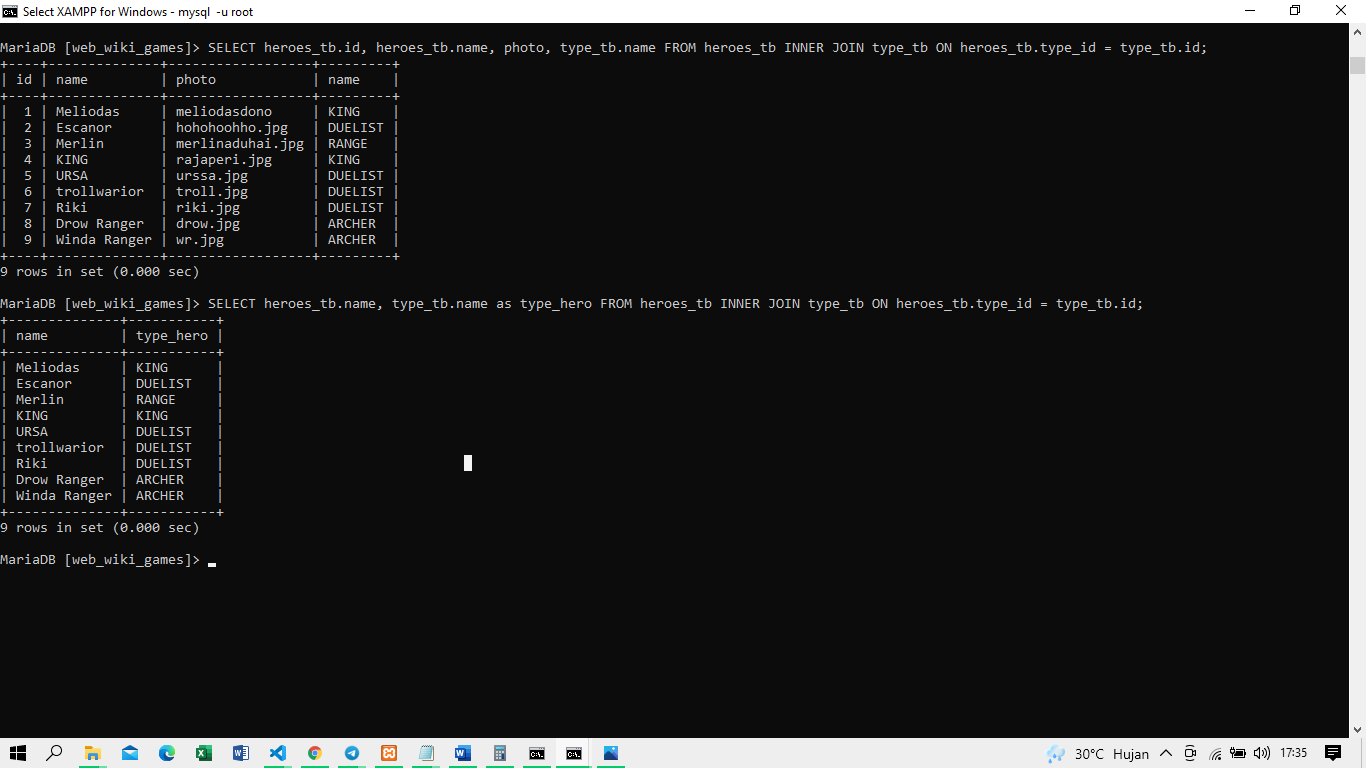 Select XAMPP for Windows - mysql  -u root
MariaDB [web_wiki_games]> SELECT heroes_tb.id, heroes_tb.name, photo, type_tb.name FROM heroes_tb INNER JOIN type_tb ON heroes_tb.type_id = type_tb.id;
+----+--------------+------------------+---------+
| id | name         | photo            | name    |
+----+--------------+------------------+---------+
|  1 | Meliodas     | meliodasdono     | KING    |
|  2 | Escanor      | hohohoohho.jpg   | DUELIST |
|  3 | Merlin       | merlinaduhai.jpg | RANGE   |
|  4 | KING         | rajaperi.jpg     | KING    |
|  5 | URSA         | urssa.jpg        | DUELIST |
|  6 | trollwarior  | troll.jpg        | DUELIST |
|  7 | Riki         | riki.jpg         | DUELIST |
|  8 | Drow Ranger  | drow.jpg         | ARCHER  |
|  9 | Winda Ranger | wr.jpg           | ARCHER  |
+----+--------------+------------------+---------+
9 rows in set (0.000 sec)
MariaDB [web_wiki_games]> SELECT heroes_tb.name, type_tb.name as type_hero FROM heroes_tb INNER JOIN type_tb ON heroes_tb.type_id = type_tb.id;
+--------------+-----------+
| name         | type_hero |
+--------------+-----------+
| Meliodas     | KING      |
| Escanor      | DUELIST   |
| Merlin       | RANGE     |
| KING         | KING      |
| URSA         | DUELIST   |
| trollwarior  | DUELIST   |
| Riki         | DUELIST   |
| Drow Ranger  | ARCHER    |
| Winda Ranger | ARCHER    |
+--------------+-----------+
9 rows in set (0.000 sec)
MariaDB [web_wiki_games]>
30°C Hujan 17:35